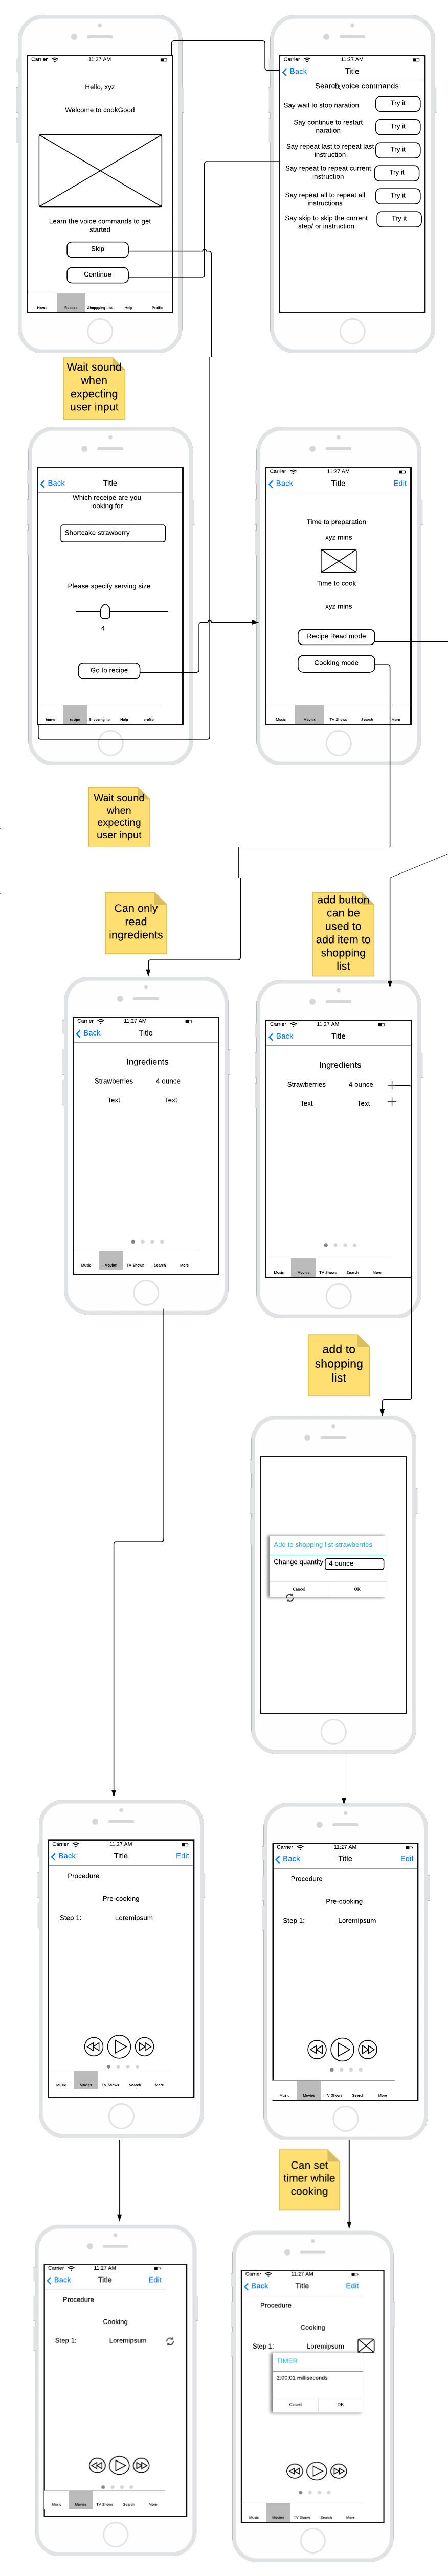 Carrier 11:27 AM
Hello, xyz
Welcome to cookGood
Learn the voice commands to get
started
Skip
Continue
Home Receipe Shoppping List Help Profile
Carrier 11:27 AM
Back Title
Search voice commands
Say wait to stop naration Try it
Say continue to restart
naration
Try it
Say repeat last to repeat last
instruction
Try it
Say repeat to repeat current
instruction
Try it
Say repeat all to repeat all
instructions
Try it
Say skip to skip the current
step/ or instruction
Try it
Wait sound
when
expecting
user input
Back Title
Which receipe are you
looking for
Shortcake strawberry
Please specify serving size
4
Go to recipe
home recipe Shopping list Help profile
Carrier 11:27 AM
Back Title Edit
Time to preparation
xyz mins
Time to cook
xyz mins
Recipe Read mode
Cooking mode
Music Movies TV Shows Search More
Wait sound
when
expecting
user input
Can only
read
ingredients
add button
can be
used to
add item to
shopping
list
Carrier 11:27 AM
Back Title
Ingredients
Strawberries 4 ounce
Text Text
Music Movies TV Shows Search More
Carrier 11:27 AM
Back Title
Ingredients
Strawberries 4 ounce
Text Text
Music Movies TV Shows Search More
add to
shopping
list
Add to shopping list-strawberries
Change quantity 4 ounce
Cancel OK
Carrier 11:27 AM
Back Title Edit
Procedure
Pre-cooking
Step 1: Loremipsum
Music Movies TV Shows Search More
Carrier 11:27 AM
Back Title Edit
Procedure
Pre-cooking
Step 1: Loremipsum
Music Movies TV Shows Search More
Can set
timer while
cooking
Carrier 11:27 AM
Back Title Edit
Procedure
Cooking
Step 1: Loremipsum
Music Movies TV Shows Search More
Carrier 11:27 AM
Back Title Edit
Procedure
Cooking
Step 1: Loremipsum
TIMER
2:00:01 milliseconds
Cancel OK
Music Movies TV Shows Search More